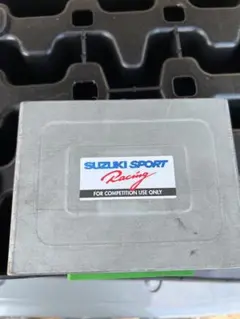 SUZUKI SPORT
Racing
FOR COMPETITION USE ONLY